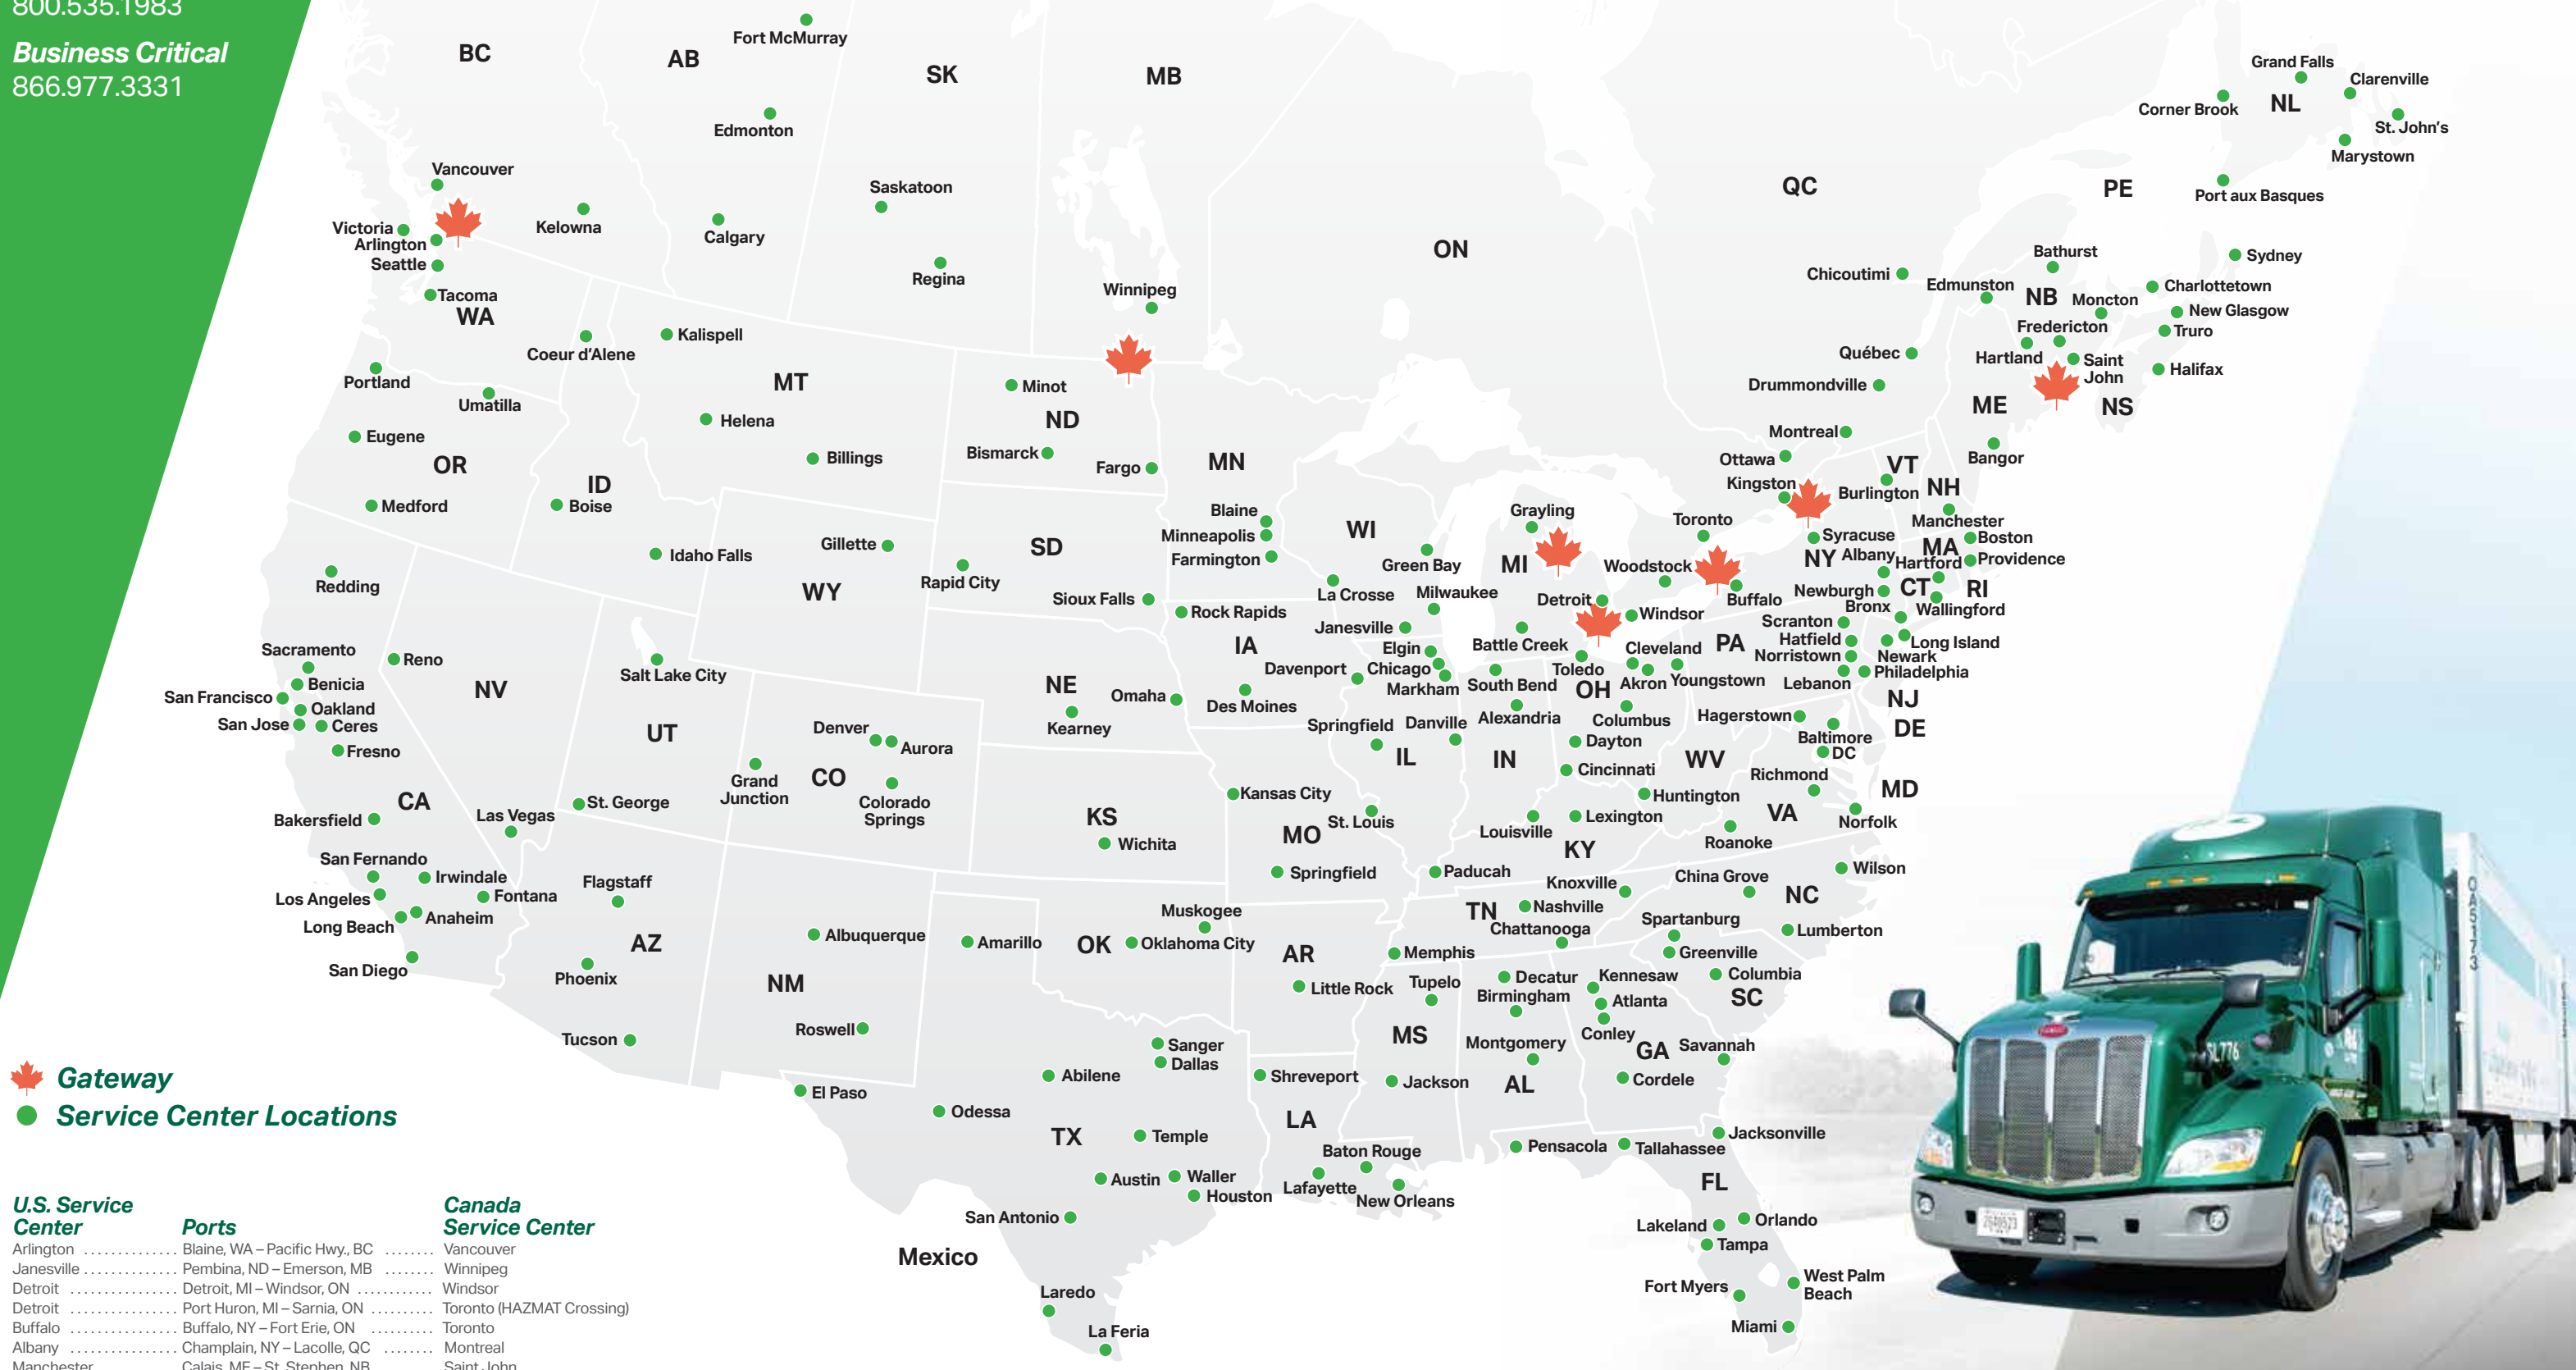 800.535.1983
Business Critical
866.977.3331
BC
AB
Fort McMurray
SK
MB
Edmonton
Grand Falls
Clarenville
Corner Brook
NL
St. John's
Marystown
Vancouver
Saskatoon
QC
PE
Port aux Basques
Victoria
Arlington
Seattle
Kelowna
Calgary
Regina
Winnipeg
ON
Chicoutimi
Bathurst
Sydney
Edmunston
NB
Moncton
Charlottetown
New Glasgow
Fredericton
Truro
Tacoma
WA
Coeur d'Alene
Kalispell
Québec
Hartland
Saint
John
Halifax
Portland
Umatilla
MT
Minot
Drummondville
ME
NS
Helena
ND
Eugene
OR
Billings
Bismarck
Fargo
MN
Montreal
Ottawa
Bangor
ID
Boise
Medford
Kingston
VT
Burlington
NH
Blaine
Minneapolis
Farmington
WI
Grayling
Toronto
Manchester
Syracuse
Boston
Idaho Falls
Gillette
SD
Rapid City
Green Bay
MI
Woodstock
NY
Albany
MA
Hartford
Providence
Redding
WY
Sioux Falls
Rock Rapids
La Crosse
Milwaukee
Detroit
Windsor
Buffalo
Newburgh
Bronx
CT
RI
Wallingford
Janesville
Battle Creek
Scranton
Hatfield
Norristown
Long Island
Newark
Philadelphia
Lebanon
Sacramento
Benicia
San Francisco
Oakland
San Jose
Ceres
Fresno
Reno
NV
Salt Lake City
UT
IA
Davenport
Elgin
Chicago
Markham
South Bend
Toledo
Cleveland
Akron
Youngstown
PA
OH
NE
Omaha
Kearney
Des Moines
NJ
DE
Denver
Aurora
Springfield
Danville
Alexandria
Columbus
Hagerstown
Baltimore
DC
Grand
Junction
CO
Colorado
Springs
IL
IN
Dayton
Cincinnati
WV
Richmond
MD
CA
Bakersfield
Las Vegas
St. George
KS
Wichita
Kansas City
MO
St. Louis
Louisville
Lexington
Huntington
VA
Roanoke
Norfolk
KY
San Fernando
Irwindale
Los Angeles
Fontana
Long Beach
Anaheim
San Diego
Flagstaff
AZ
Phoenix
Tucson
Springfield
Paducah
Knoxville
China Grove
Wilson
NC
TN
Nashville
Chattanooga
Spartanburg
Greenville
Lumberton
Albuquerque
NM
Roswell
Amarillo
OK
Muskogee
Oklahoma City
AR
Little Rock
Memphis
Tupelo
Decatur
Birmingham
Kennesaw
Atlanta
Conley
Columbia
SC
MS
Montgomery
GA
Savannah
Cordele
AL
Jackson
El Paso
Odessa
Abilene
Sanger
Dallas
Shreveport
LA
TX
Temple
Austin
Waller
Houston
San Antonio
Baton Rouge
Lafayette
New Orleans
Pensacola
Tallahassee
Jacksonville
FL
Lakeland
Orlando
Tampa
Fort Myers
West Palm
Beach
Miami
Mexico
Laredo
La Feria
OA5173
Gateway
Service Center Locations
U.S. Service
Center
Ports
Canada
Service Center
Arlington ............. Blaine, WA – Pacific Hwy., BC ........ Vancouver
Janesville ............. Pembina, ND – Emerson, MB ........ Winnipeg
Detroit ............... Detroit, MI – Windsor, ON ............ Windsor
Detroit ............... Port Huron, MI – Sarnia, ON .......... Toronto (HAZMAT Crossing)
Buffalo ............... Buffalo, NY – Fort Erie, ON .......... Toronto
Albany ............... Champlain, NY – Lacolle, QC ........ Montreal
Manchester Calais, ME – St. Stephen, NB Saint John